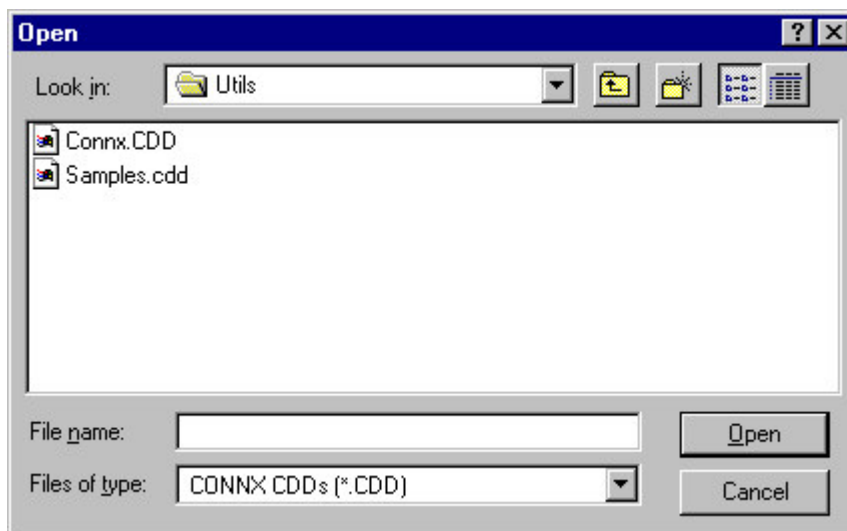 Open
Look in: Utils
Connx.CDD
Samples.cdd
File name: Open
Files of type: CONNX CDDs (*.CDD) Cancel